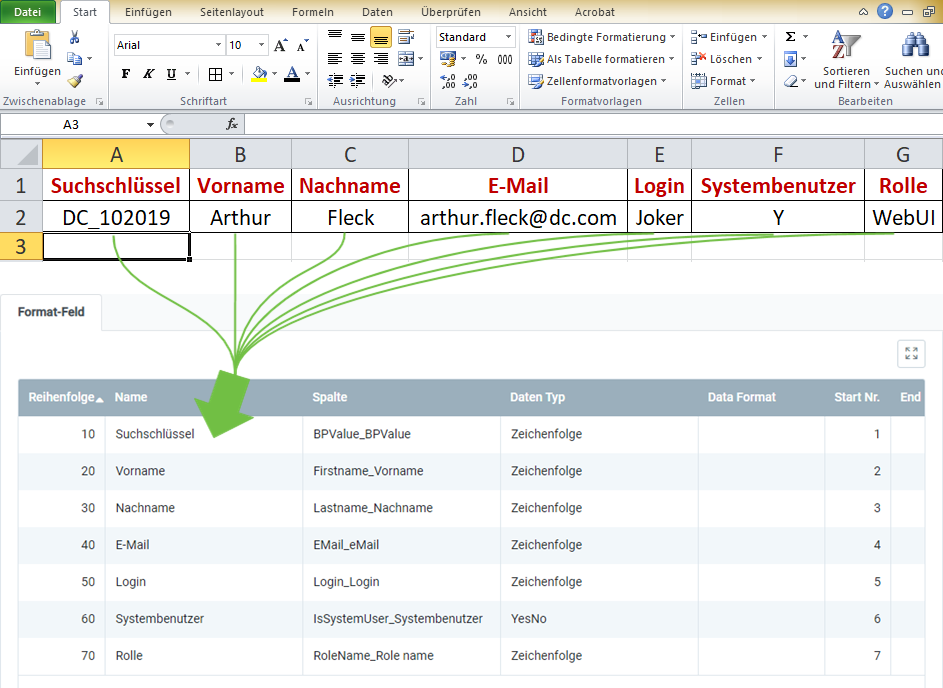 Datei Start Einfügen Seitenlayout Formeln Daten Überprüfen Ansicht Acrobat
Einfügen
Zwischenablage
Arial 10 A A
F K U A
Schriftart
Ausrichtung
Standard
% 000
,00
,00
Zahl
Bedingte Formatierung
Als Tabelle formatieren
Zellenformatvorlagen
Formatvorlagen
Einfügen
Löschen
Format
Zellen
Σ
Sortieren und Filtern
Suchen und Auswählen
Bearbeiten
A3 fx
A B C D E F G
1 Suchschlüssel Vorname Nachname E-Mail Login Systembenutzer Rolle
2 DC_102019 Arthur Fleck arthur.fleck@dc.com Joker Y WebUI
3
Format-Feld
Reihenfolge Name Spalte Daten Typ Data Format Start Nr. End
10 Suchschlüssel BPValue_BPValue Zeichenfolge 1
20 Vorname Firstname_Vorname Zeichenfolge 2
30 Nachname Lastname_Nachname Zeichenfolge 3
40 E-Mail EMail_eMail Zeichenfolge 4
50 Login Login_Login Zeichenfolge 5
60 Systembenutzer IsSystemUser_Systembenutzer YesNo 6
70 Rolle RoleName_Role name Zeichenfolge 7